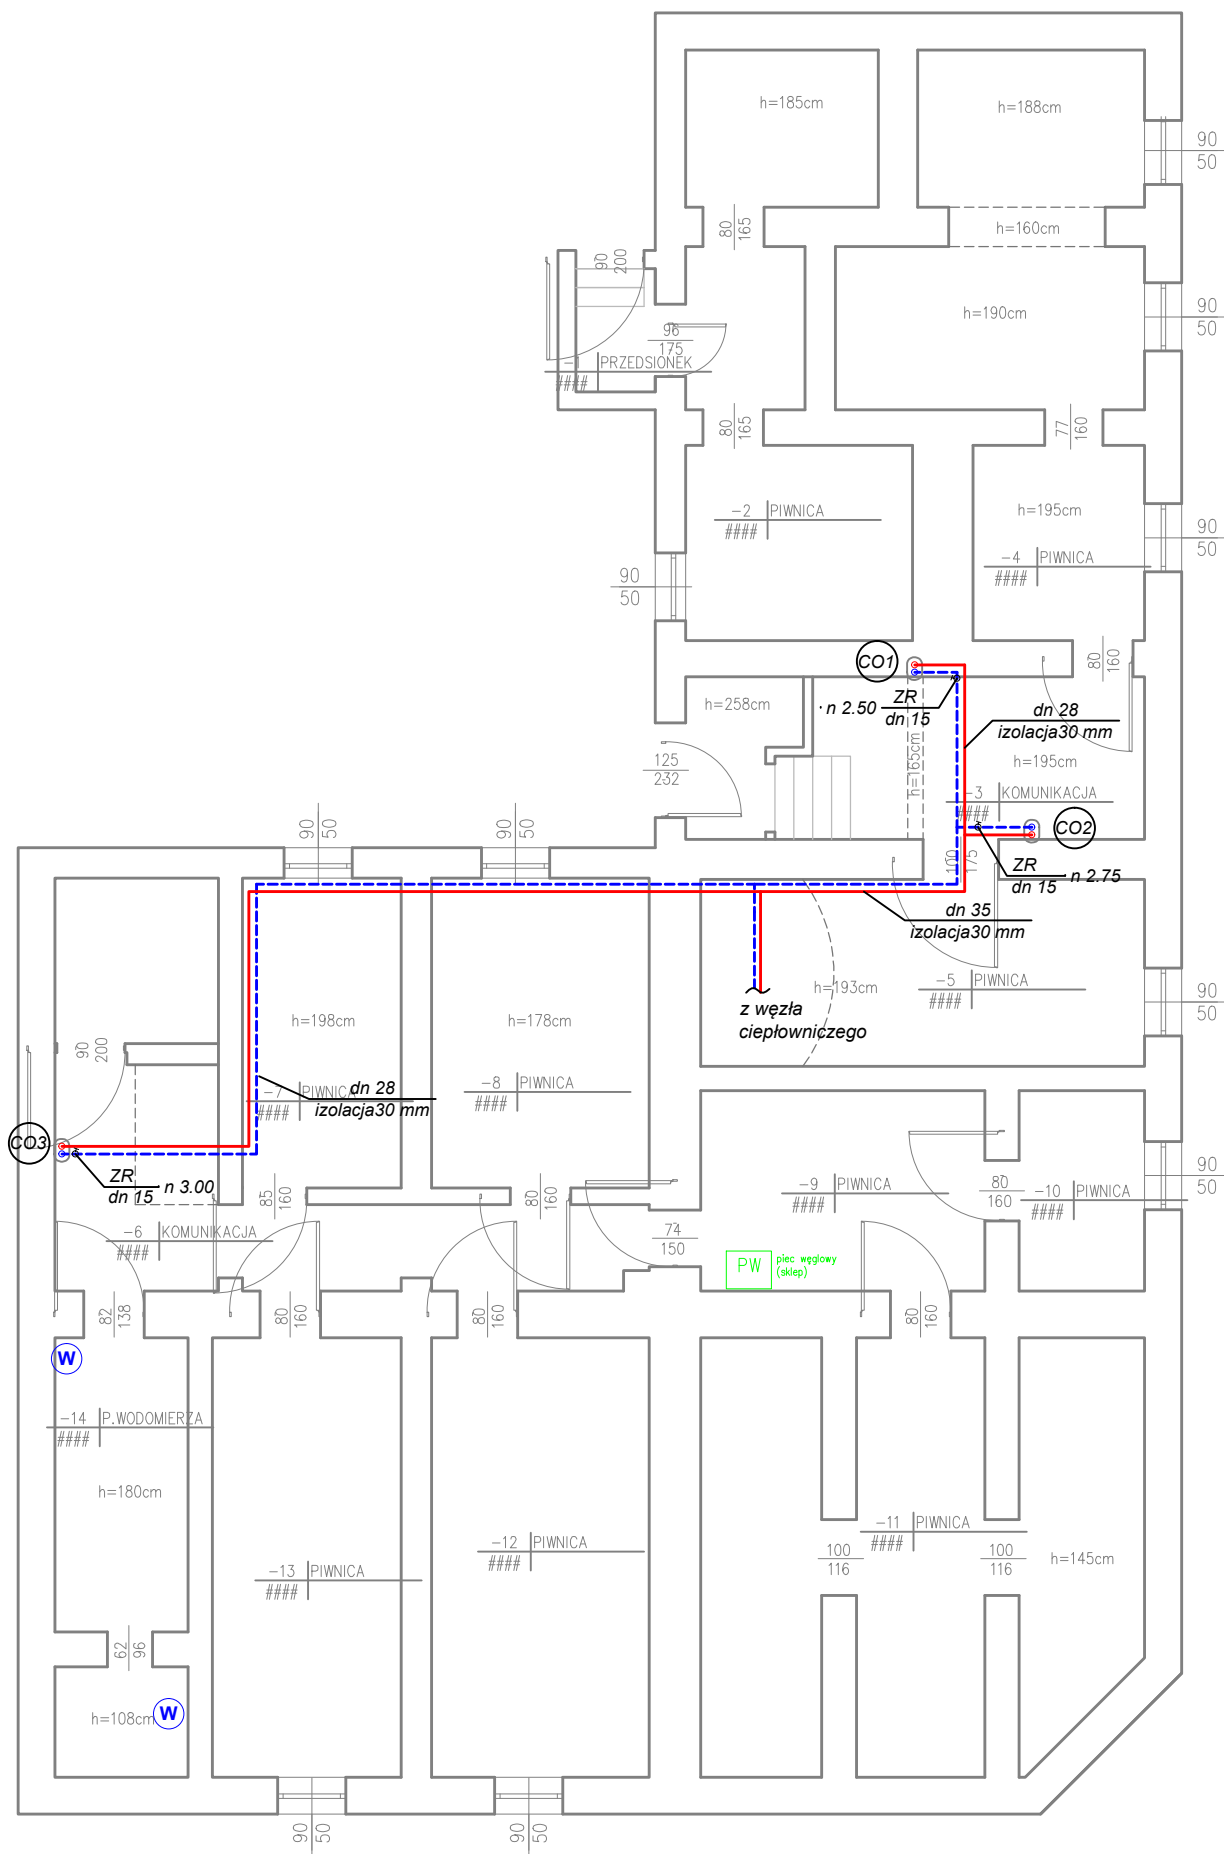 h=185cm
h=188cm
90
50
80
165
h=160cm
90
200
h=190cm
90
50
96
175
-1 PRZEDSIONEK
####
80
165
77
160
-2 PIWNICA
####
h=195cm
90
50
-4 PIWNICA
####
90
50
CO1
80
160
h=258cm
n 2.50
ZR
dn 15
dn 28
izolacja30 mm
h=165cm
125
232
h=195cm
-3 KOMUNIKACJA
####
CO2
90
50
90
50
100
175
ZR
dn 15
n 2.75
dn 35
izolacja30 mm
h=193cm
-5 PIWNICA
####
90
50
z węzła
ciepłowniczego
h=198cm
h=178cm
90
200
-7 PIWNICA
####
dn 28
izolacja30 mm
-8 PIWNICA
####
CO3
ZR
dn 15
n 3.00
85
160
80
160
-9 PIWNICA
####
80
160
-10 PIWNICA
####
90
50
-6 KOMUNIKACJA
####
74
150
PW
piec węglowy
(sklep)
82
138
80
160
80
160
80
160
W
-14 P.WODOMIERZA
####
h=180cm
-13 PIWNICA
####
-12 PIWNICA
####
-11 PIWNICA
####
100
116
100
116
h=145cm
62
96
h=108cm
W
90
50
90
50